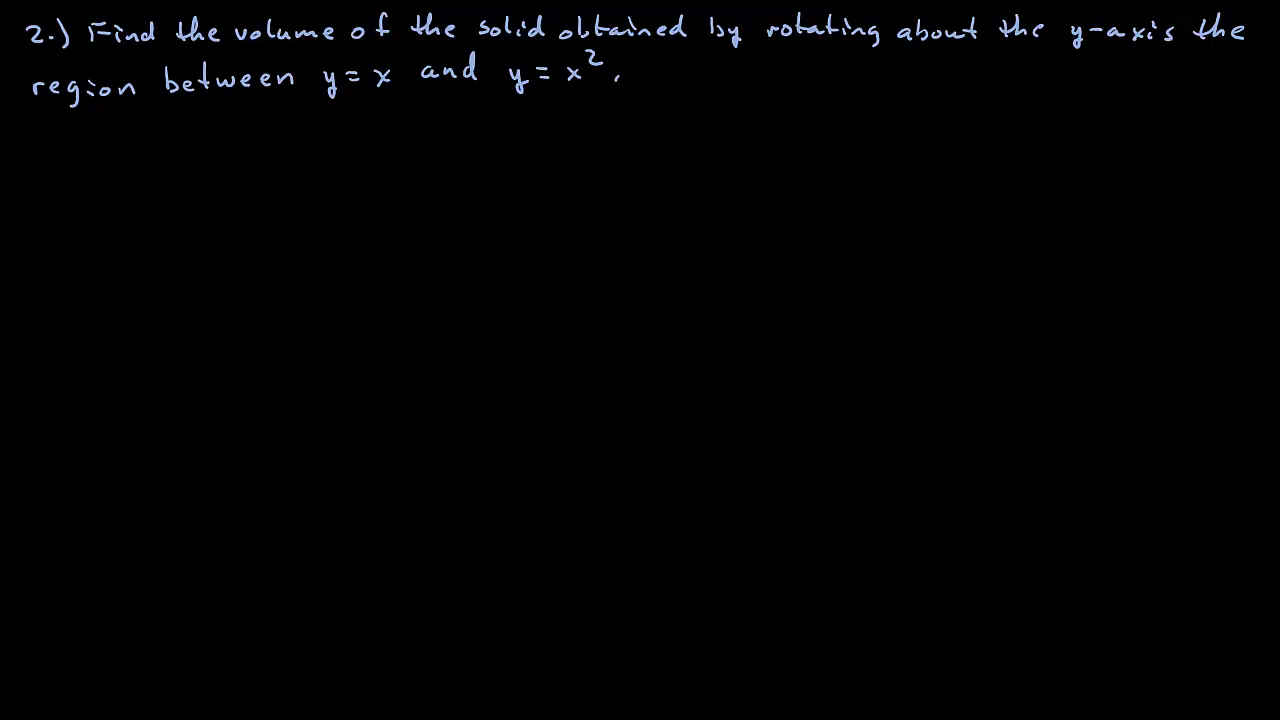 2.) Find the volume of the solid obtained by rotating about the y-axis the
region between y = x and y = x².